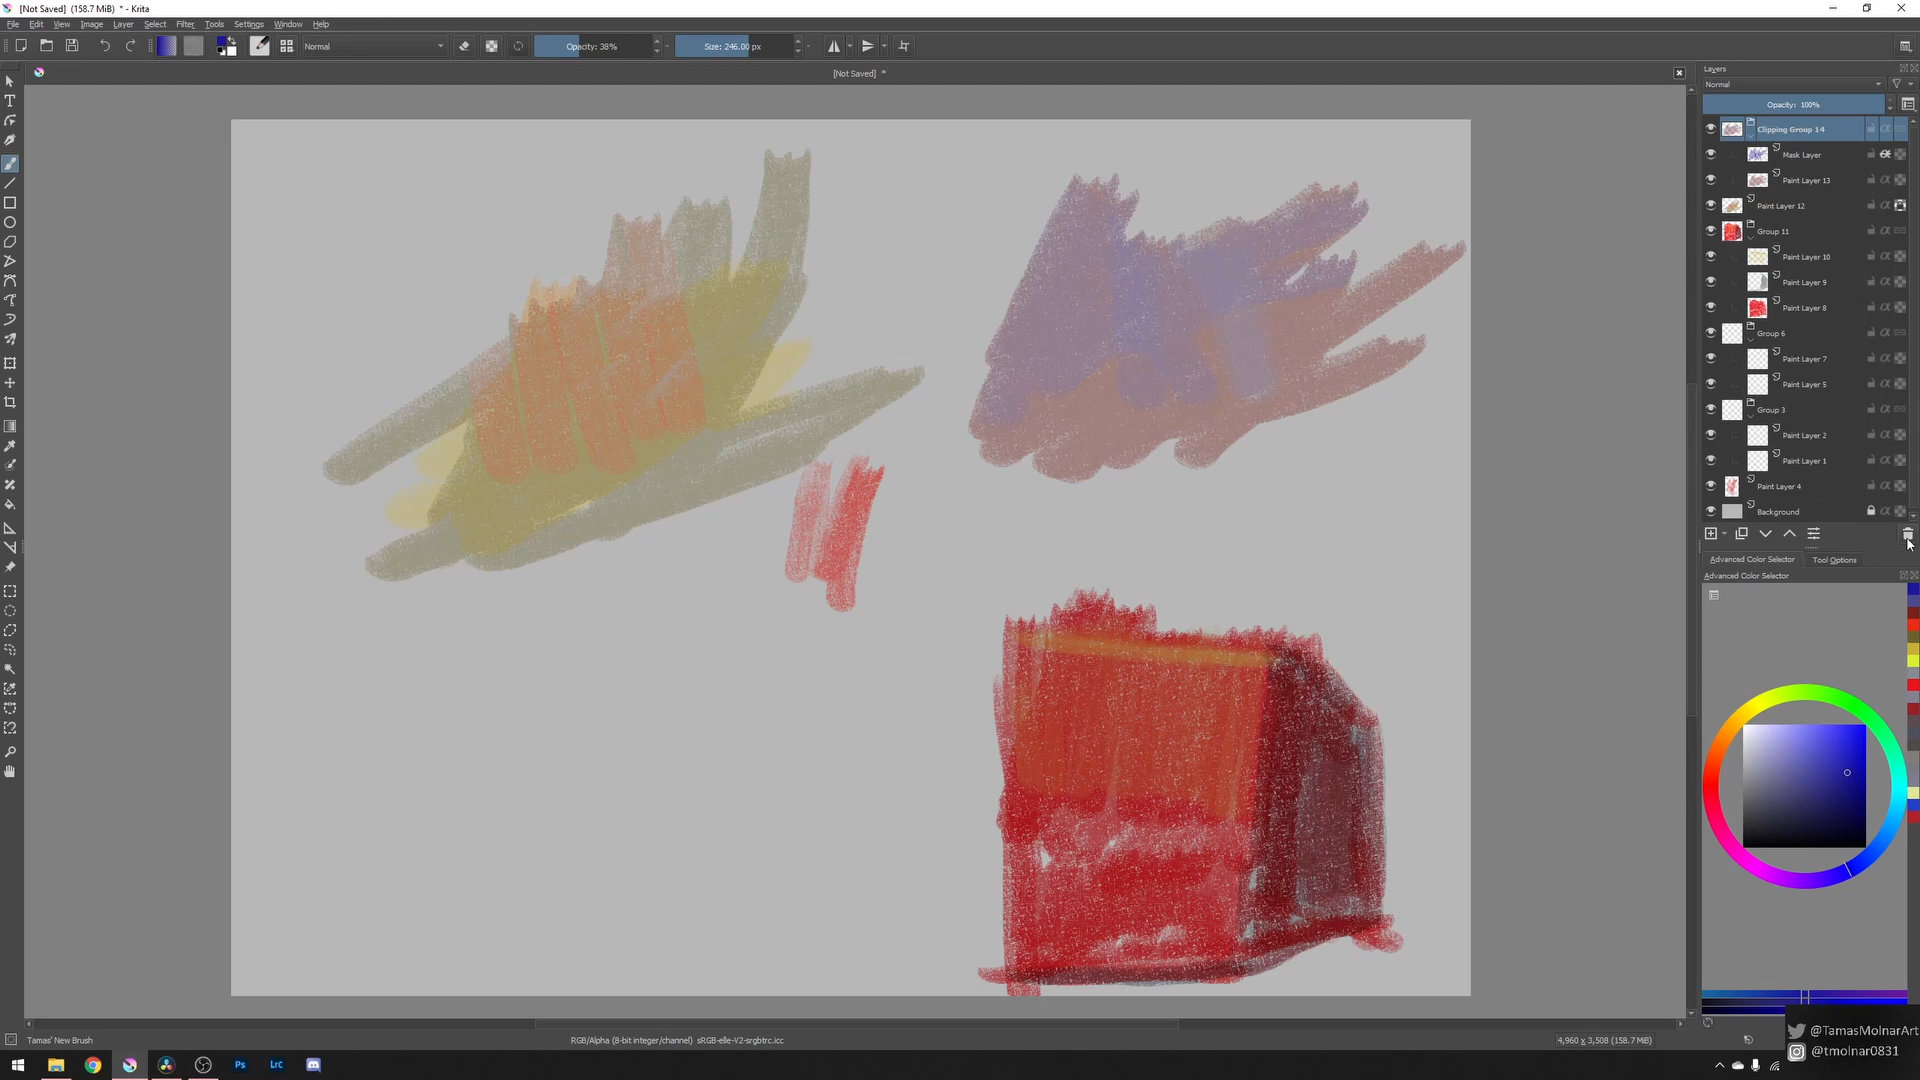 [Not Saved] (158.7 MiB) * - Krita
File Edit View Image Layer Select Filter Tools Settings Window Help
Normal
Opacity: 38%
Size: 246.00 px
[Not Saved] *
Layers
Normal
Opacity: 100%
Clipping Group 14
Mask Layer
Paint Layer 13
Paint Layer 12
Group 11
Paint Layer 10
Paint Layer 9
Paint Layer 8
Group 6
Paint Layer 7
Paint Layer 5
Group 3
Paint Layer 2
Paint Layer 1
Paint Layer 4
Background
Advanced Color Selector Tool Options
Advanced Color Selector
Tamas' New Brush
RGB/Alpha (8-bit integer/channel) sRGB-elle-V2-srgbtrc.icc
4,960 x 3,508 (158.7 MiB)
@TamasMolnarArt
@tmolnar0831
Ps
LrC